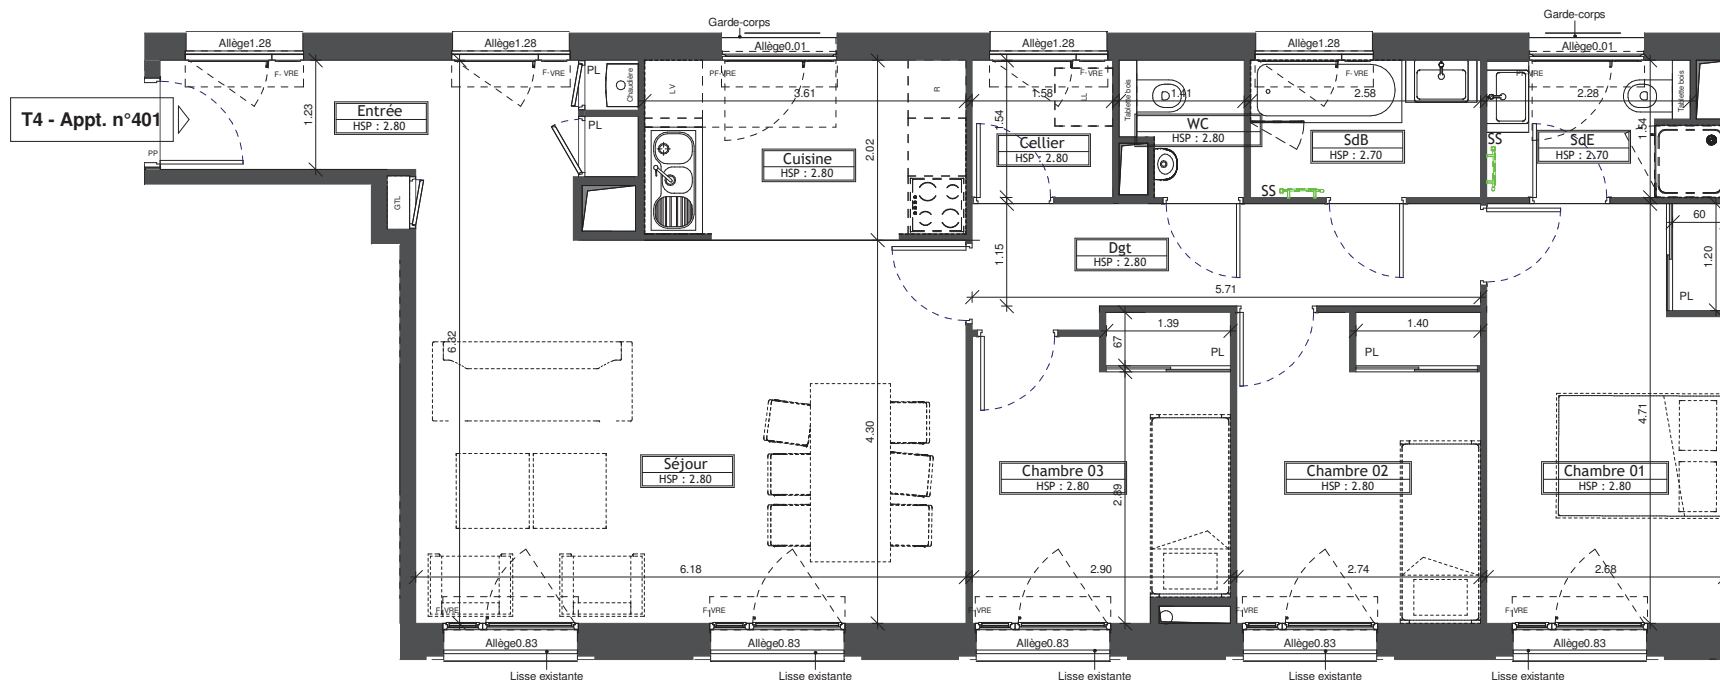 Garde-corps
Garde-corps
Allège1.28
Allège1.28
Allège0.01
Allège1.28
Allège1.28
Allège0.01
F-VRE
F-VRE
PF-VRE
F-VRE
F-VRE
PF-VRE
T4 - Appt. n°401
PP
1.23
Entrée
HSP : 2.80
PL
Chaudière
PL
GTL
LV
3.61
R
2.02
Cuisine
HSP : 2.80
1.58
1.54
LL
Cellier
HSP : 2.80
Tablette bois
1.41
WC
HSP : 2.80
2.58
SdB
HSP : 2.70
SS
SS
2.28
1.54
SdE
HSP : 2.70
Tablette bois
60
1.20
PL
1.15
Dgt
HSP : 2.80
5.71
6.32
4.30
Séjour
HSP : 2.80
1.39
67
PL
1.40
PL
4.71
Chambre 03
HSP : 2.80
2.89
Chambre 02
HSP : 2.80
Chambre 01
HSP : 2.80
6.18
2.90
2.74
2.68
F-VRE
F-VRE
F-VRE
F-VRE
F-VRE
Allège0.83
Allège0.83
Allège0.83
Allège0.83
Allège0.83
Lisse existante
Lisse existante
Lisse existante
Lisse existante
Lisse existante